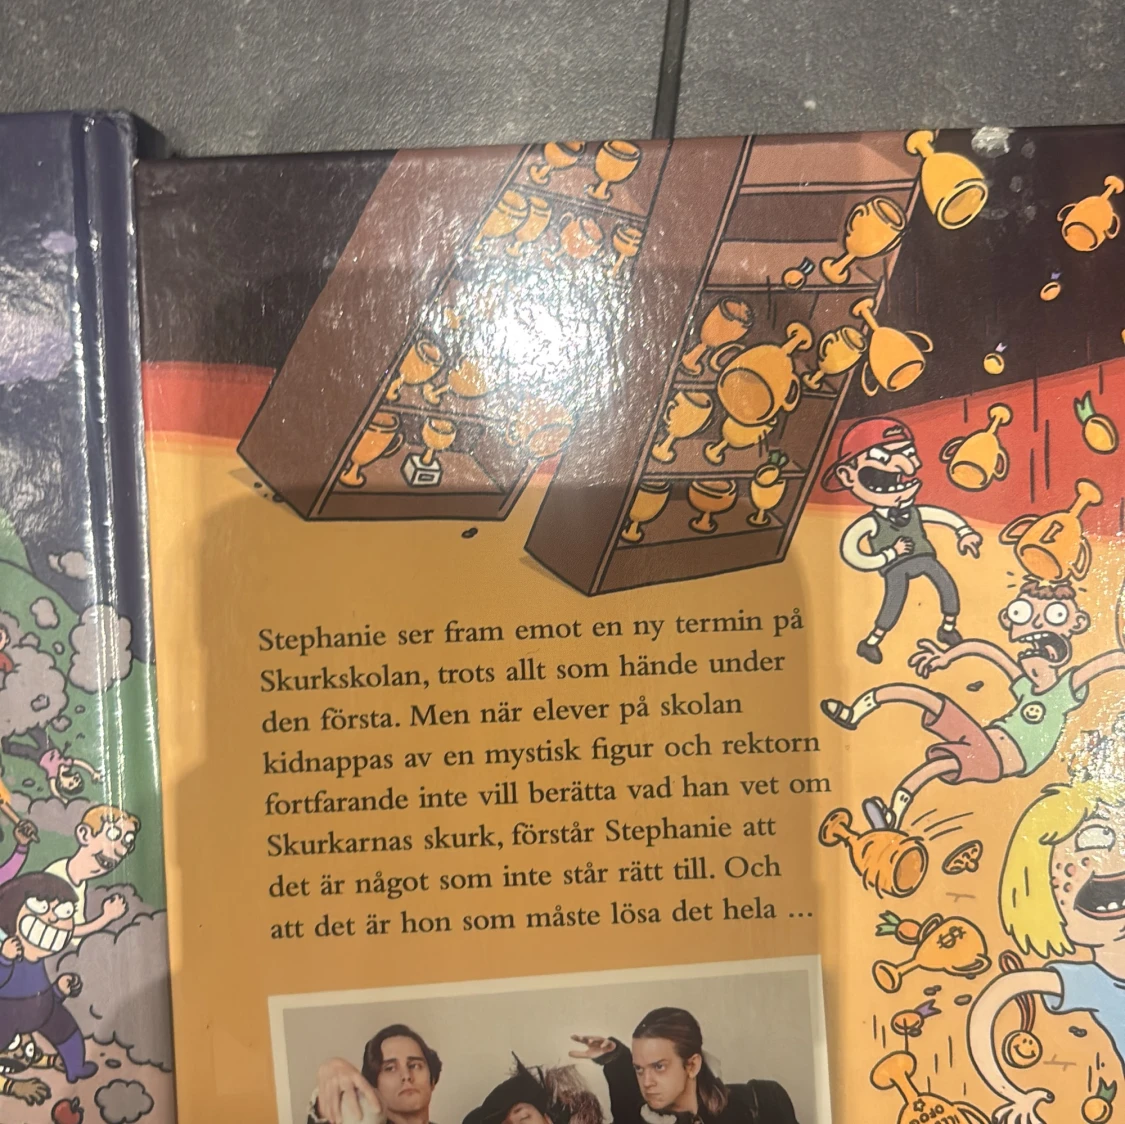 Stephanie ser fram emot en ny termin på
Skurkskolan, trots allt som hände under
den första. Men när elever på skolan
kidnappas av en mystisk figur och rektorn
fortfarande inte vill berätta vad han vet om
Skurkarnas skurk, förstår Stephanie att
det är något som inte står rätt till. Och
att det är hon som måste lösa det hela ...